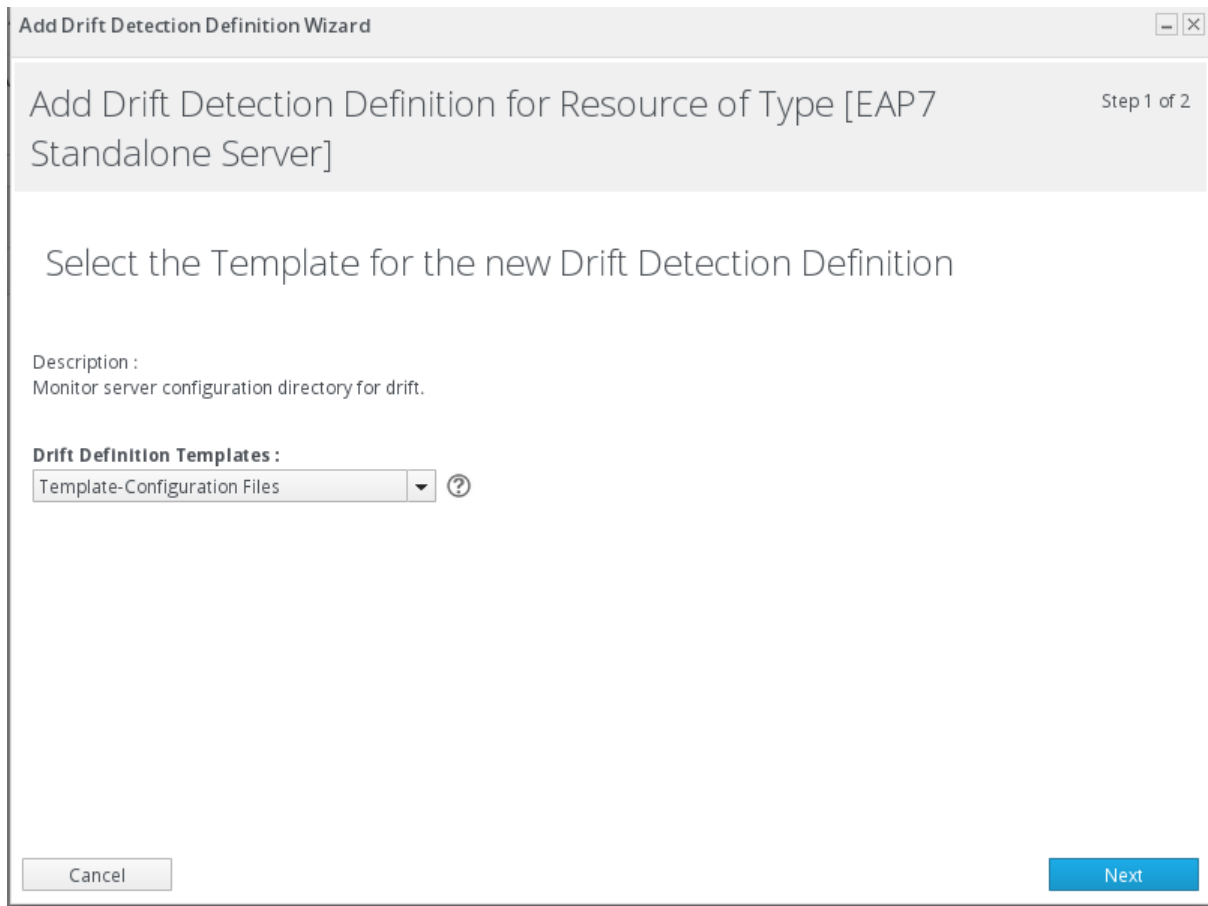 Add Drift Detection Definition Wizard
Add Drift Detection Definition for Resource of Type [EAP7
Standalone Server]
Step 1 of 2
Select the Template for the new Drift Detection Definition
Description :
Monitor server configuration directory for drift.
Drift Definition Templates :
Template-Configuration Files
Cancel
Next